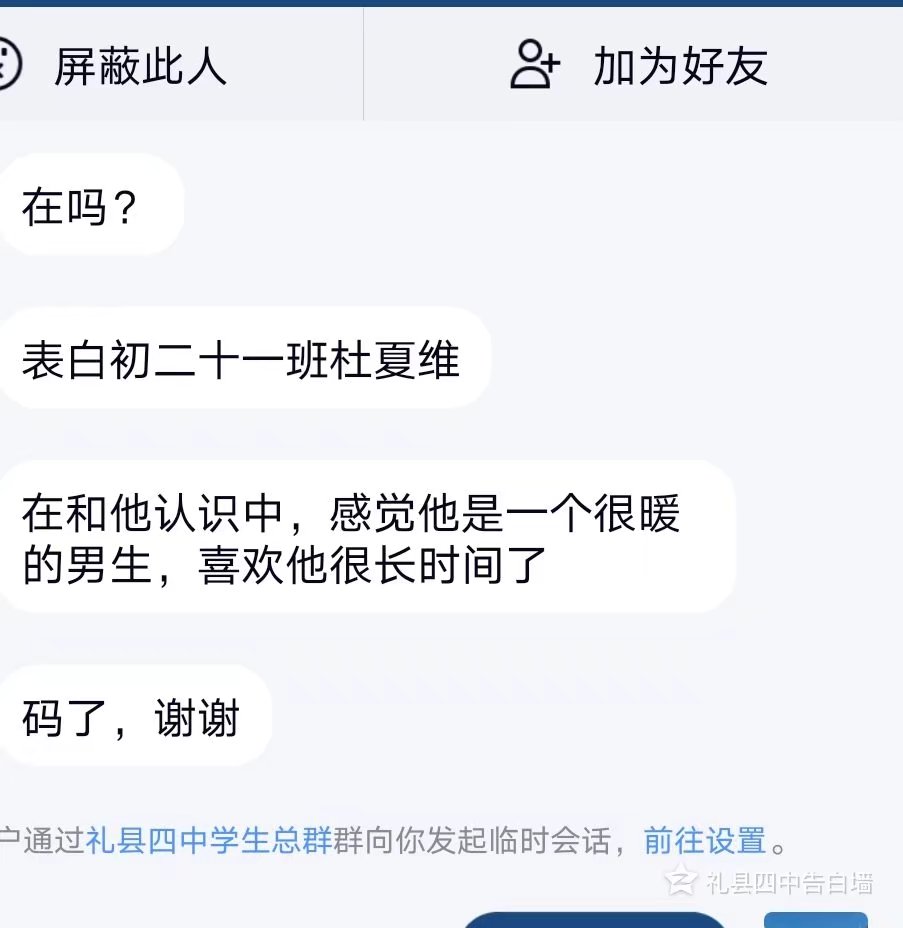 屏蔽此人
加为好友
在吗？
表白初二十一班杜夏维
在和他认识中，感觉他是一个很暖
的男生，喜欢他很长时间了
码了，谢谢
户通过礼县四中学生总群群向你发起临时会话，前往设置。
礼县四中告白墙